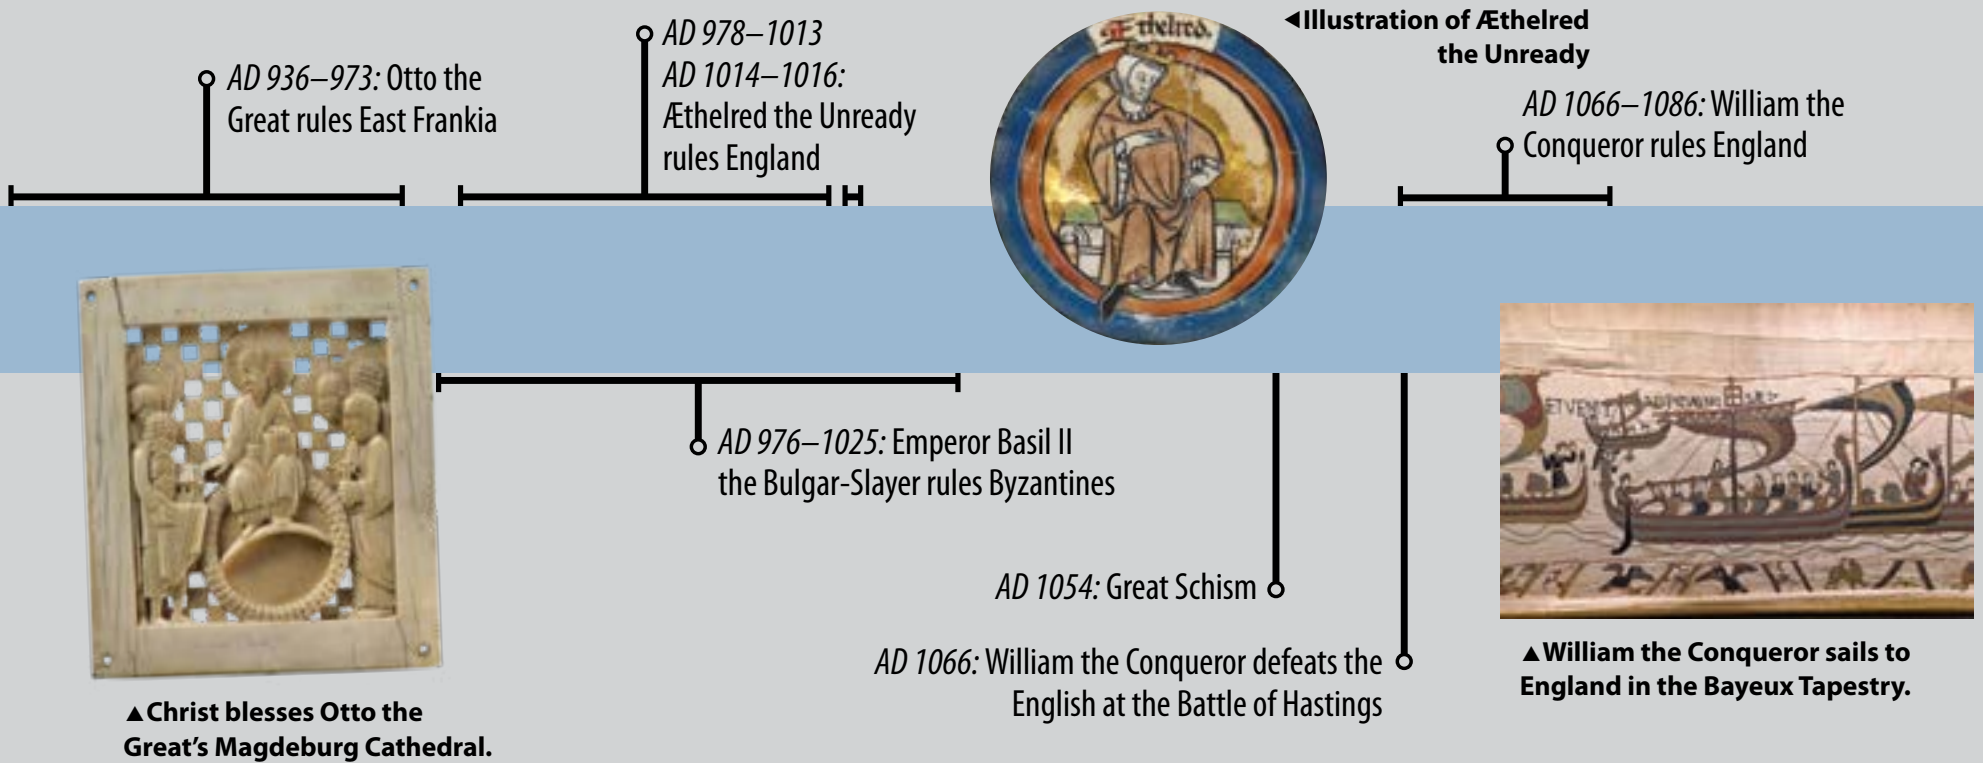 AD 936–973: Otto the
Great rules East Frankia
AD 978–1013
AD 1014–1016:
Æthelred the Unready
rules England
Æthelred.
◀Illustration of Æthelred
the Unready
AD 1066–1086: William the
Conqueror rules England
AD 976–1025: Emperor Basil II
the Bulgar-Slayer rules Byzantines
AD 1054: Great Schism
AD 1066: William the Conqueror defeats the
English at the Battle of Hastings
▲Christ blesses Otto the
Great’s Magdeburg Cathedral.
ET VENIT
▲William the Conqueror sails to
England in the Bayeux Tapestry.